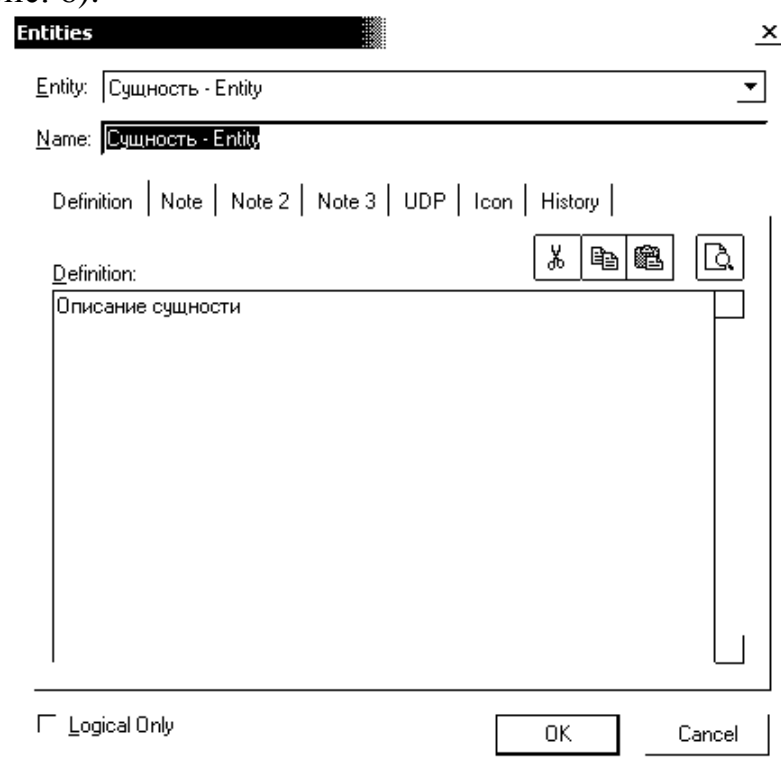 Entities
Entity: Сущность - Entity
Name: Сущность - Entity
Definition Note Note 2 Note 3 UDP Icon History
Definition:
Описание сущности
Logical Only OK Cancel